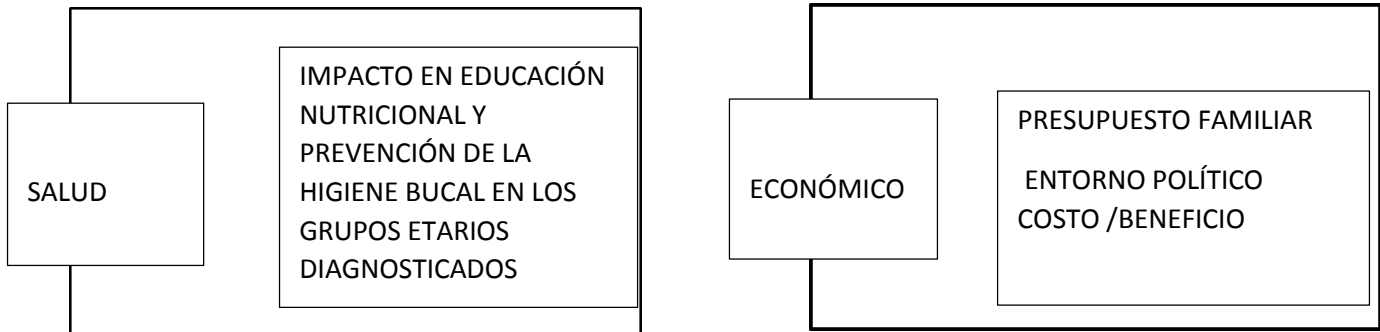 SALUD
IMPACTO EN EDUCACIÓN
NUTRICIONAL Y
PREVENCIÓN DE LA
HIGIENE BUCAL EN LOS
GRUPOS ETARIOS
DIAGNOSTICADOS
ECONÓMICO
PRESUPUESTO FAMILIAR
ENTORNO POLÍTICO
COSTO /BENEFICIO